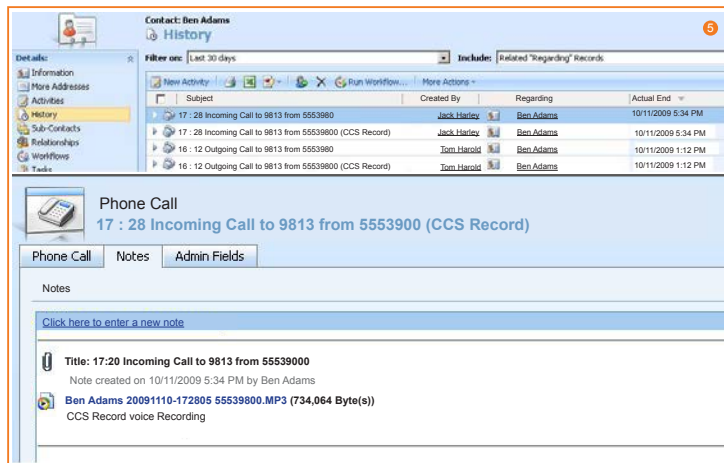 Contact: Ben Adams
History
5
Details:
Filter on: Last 30 days Include: Related "Regarding" Records
Information
More Addresses
Activities
History
Sub-Contacts
Relationships
Workflows
Tasks
New Activity Run Workflow... More Actions
Subject Created By Regarding Actual End
17 : 28 Incoming Call to 9813 from 5553980 Jack Harley Ben Adams 10/11/2009 5:34 PM
17 : 28 Incoming Call to 9813 from 55539800 (CCS Record) Jack Harley Ben Adams 10/11/2009 5:34 PM
16 : 12 Outgoing Call to 9813 from 5553980 Tom Harold Ben Adams 10/11/2009 1:12 PM
16 : 12 Outgoing Call to 9813 from 55539800 (CCS Record) Tom Harold Ben Adams 10/11/2009 1:12 PM
Phone Call
17 : 28 Incoming Call to 9813 from 5553900 (CCS Record)
Phone Call Notes Admin Fields
Notes
Click here to enter a new note
Title: 17:20 Incoming Call to 9813 from 55539000
Note created on 10/11/2009 5:34 PM by Ben Adams
Ben Adams 20091110-172805 55539800.MP3 (734,064 Byte(s))
CCS Record voice Recording